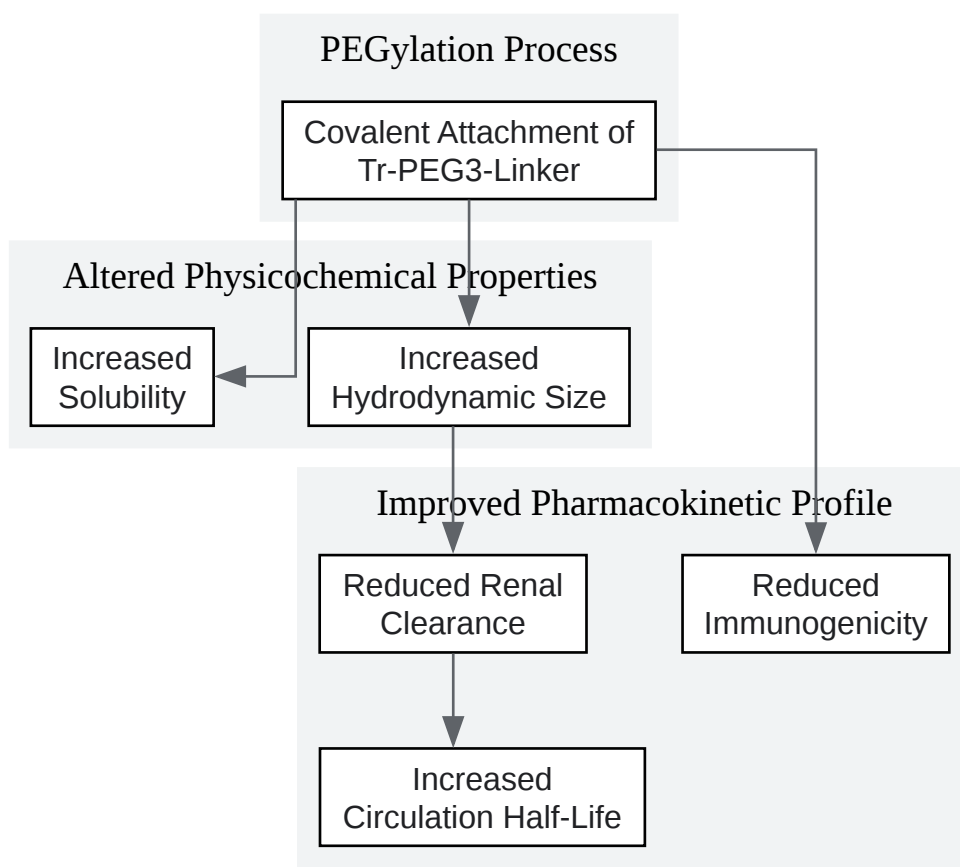 PEGylation Process
Covalent Attachment of
Tr-PEG3-Linker
Altered Physicochemical Properties
Increased
Solubility
Increased
Hydrodynamic Size
Improved Pharmacokinetic Profile
Reduced Renal
Clearance
Reduced
Immunogenicity
Increased
Circulation Half-Life